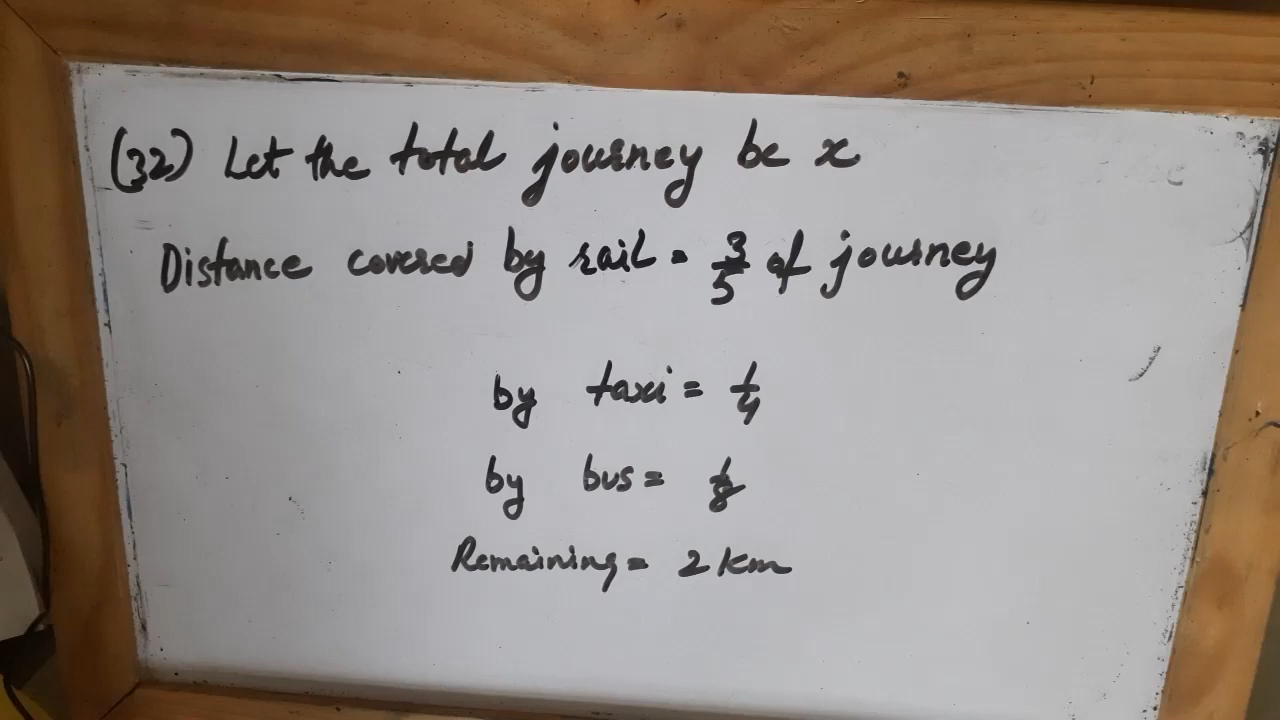 (32) Let the total journey be x
Distance covered by rail = 3/5 of journey
by taxi = 1/4
by bus = 1/8
Remaining = 2 km